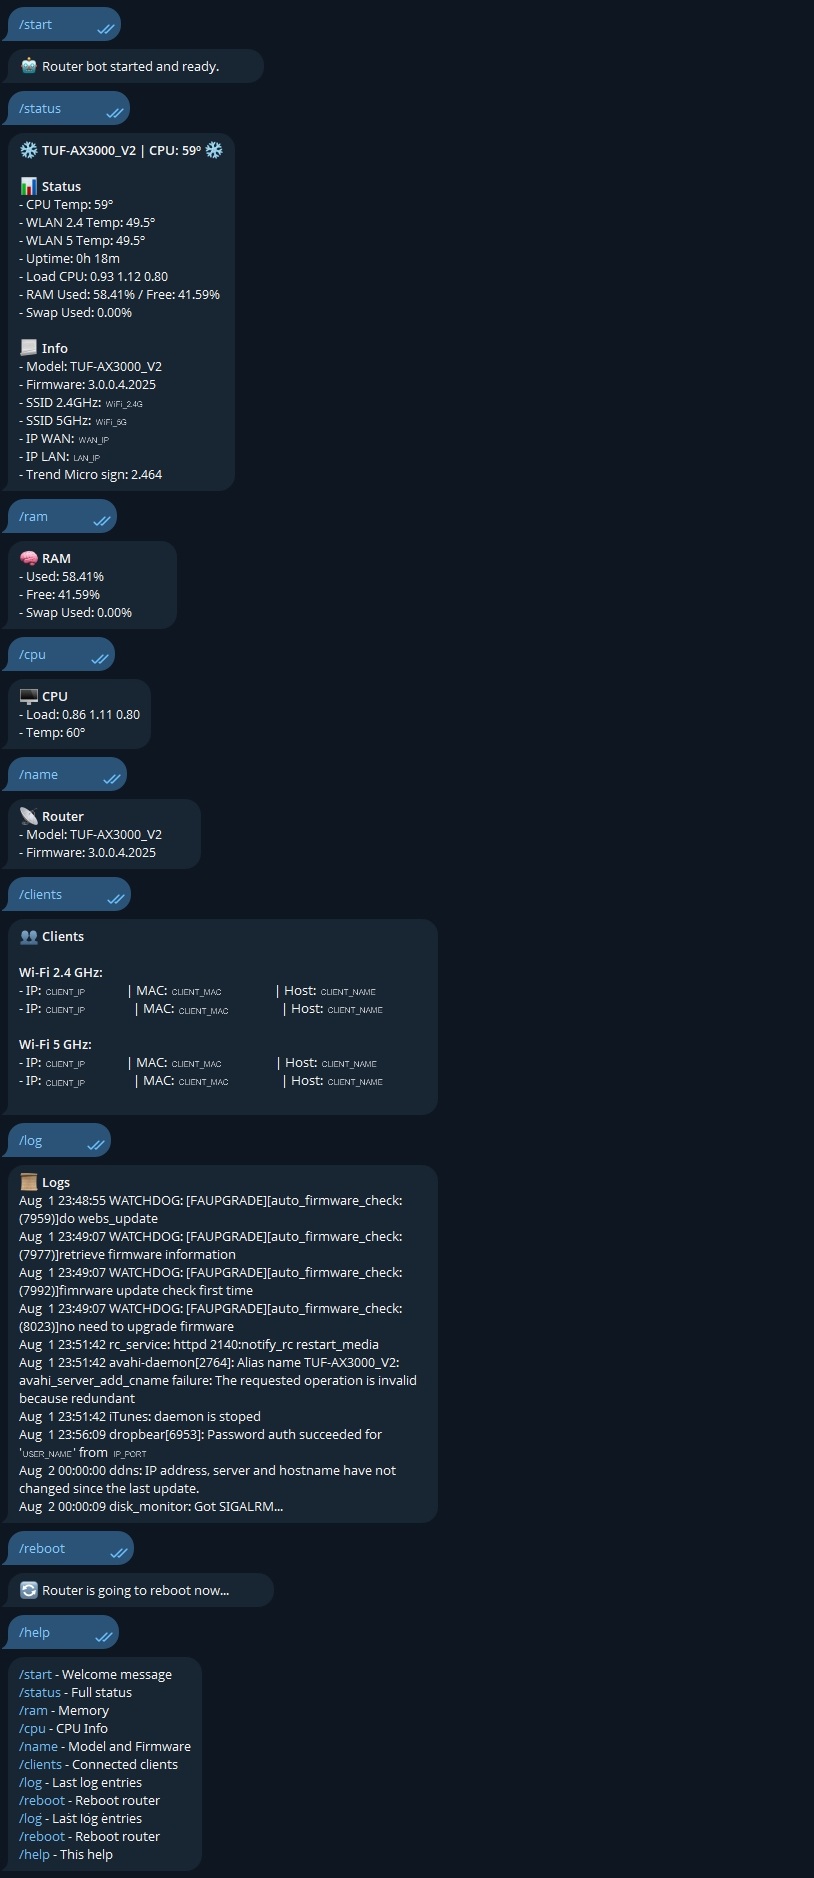 /start
Router bot started and ready.
/status
TUF-AX3000_V2 | CPU: 59°
Status
- CPU Temp: 59°
- WLAN 2.4 Temp: 49.5°
- WLAN 5 Temp: 49.5°
- Uptime: 0h 18m
- Load CPU: 0.93 1.12 0.80
- RAM Used: 58.41% / Free: 41.59%
- Swap Used: 0.00%
Info
- Model: TUF-AX3000_V2
- Firmware: 3.0.0.4.2025
- SSID 2.4GHz: WiFi_2.4G
- SSID 5GHz: WiFi_5G
- IP WAN: WAN_IP
- IP LAN: LAN_IP
- Trend Micro sign: 2.464
/ram
RAM
- Used: 58.41%
- Free: 41.59%
- Swap Used: 0.00%
/cpu
CPU
- Load: 0.86 1.11 0.80
- Temp: 60°
/name
Router
- Model: TUF-AX3000_V2
- Firmware: 3.0.0.4.2025
/clients
Clients
Wi-Fi 2.4 GHz:
- IP: CLIENT_IP | MAC: CLIENT_MAC | Host: CLIENT_NAME
- IP: CLIENT_IP | MAC: CLIENT_MAC | Host: CLIENT_NAME
Wi-Fi 5 GHz:
- IP: CLIENT_IP | MAC: CLIENT_MAC | Host: CLIENT_NAME
- IP: CLIENT_IP | MAC: CLIENT_MAC | Host: CLIENT_NAME
/log
Logs
Aug 1 23:48:55 WATCHDOG: [FAUPGRADE][auto_firmware_check:
(7959)]do webs_update
Aug 1 23:49:07 WATCHDOG: [FAUPGRADE][auto_firmware_check:
(7977)]retrieve firmware information
Aug 1 23:49:07 WATCHDOG: [FAUPGRADE][auto_firmware_check:
(7992)]fimrware update check first time
Aug 1 23:49:07 WATCHDOG: [FAUPGRADE][auto_firmware_check:
(8023)]no need to upgrade firmware
Aug 1 23:51:42 rc_service: httpd 2140:notify_rc restart_media
Aug 1 23:51:42 avahi-daemon[2764]: Alias name TUF-AX3000_V2:
avahi_server_add_cname failure: The requested operation is invalid
because redundant
Aug 1 23:51:42 iTunes: daemon is stoped
Aug 1 23:56:09 dropbear[6953]: Password auth succeeded for
'USER_NAME' from IP_PORT
Aug 2 00:00:00 ddns: IP address, server and hostname have not
changed since the last update.
Aug 2 00:00:09 disk_monitor: Got SIGALRM...
/reboot
Router is going to reboot now...
/help
/start - Welcome message
/status - Full status
/ram - Memory
/cpu - CPU Info
/name - Model and Firmware
/clients - Connected clients
/log - Last log entries
/reboot - Reboot router
/log - Last log entries
/reboot - Reboot router
/help - This help